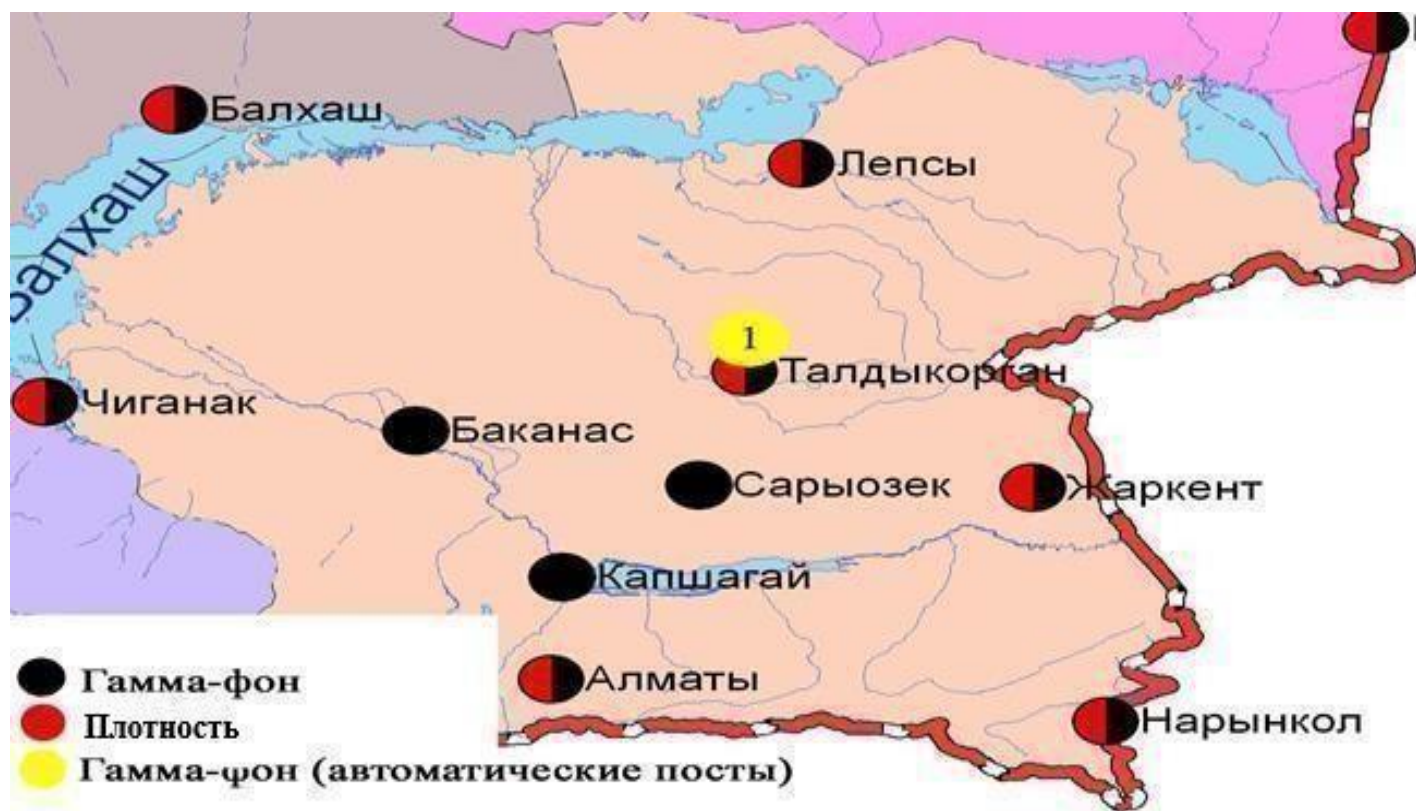 Балхаш
Балхаш
Лепсы
1
Талдыкорган
Чиганак
Баканас
Сарыозек
Жаркент
Капшагай
Алматы
Нарынкол
Гамма-фон
Плотность
Гамма-фон (автоматические посты)